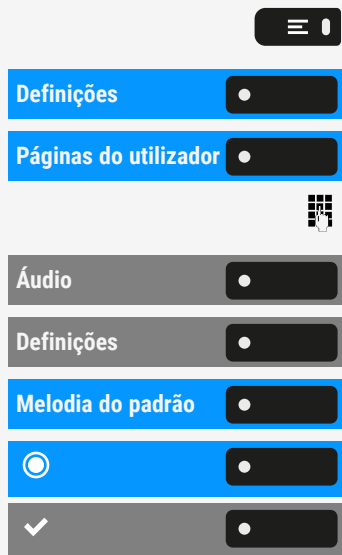 Definições
Páginas do utilizador
Áudio
Definições
Melodia do padrão